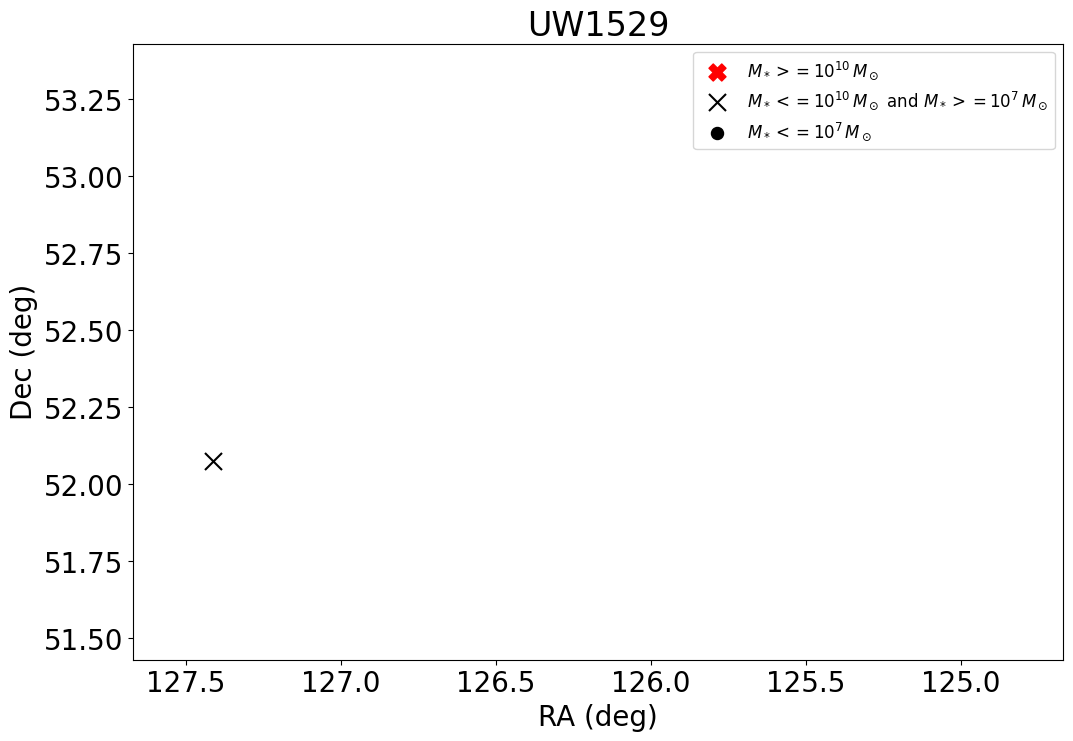 UW1529
M* >= 10^10 M⊙
M* <= 10^10 M⊙ and M* >= 10^7 M⊙
M* <= 10^7 M⊙
53.25
53.00
52.75
52.50
52.25
52.00
51.75
51.50
Dec (deg)
127.5 127.0 126.5 126.0 125.5 125.0
RA (deg)